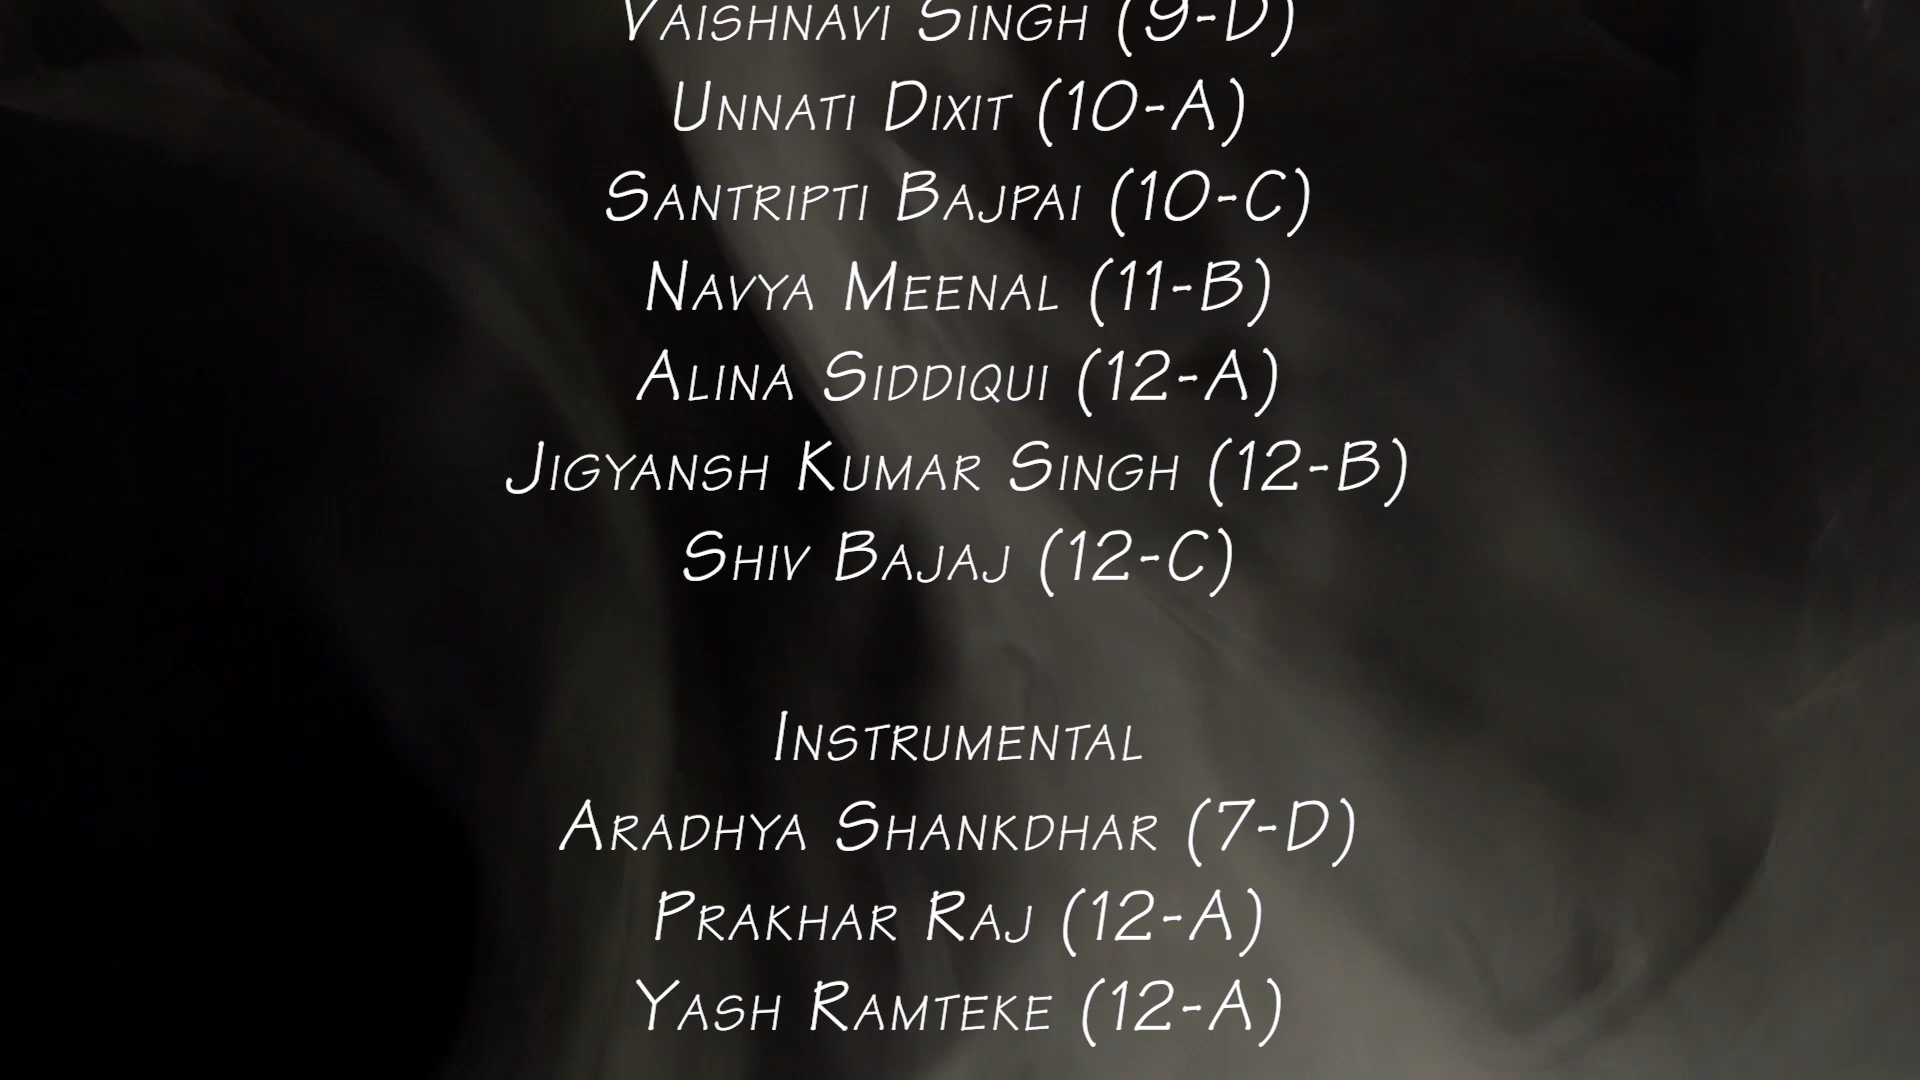 Vaishnavi Singh (9-D)
Unnati Dixit (10-A)
Santripti Bajpai (10-C)
Navya Meenal (11-B)
Alina Siddiqui (12-A)
Jigyansh Kumar Singh (12-B)
Shiv Bajaj (12-C)
Instrumental
Aradhya Shankdhar (7-D)
Prakhar Raj (12-A)
Yash Ramteke (12-A)